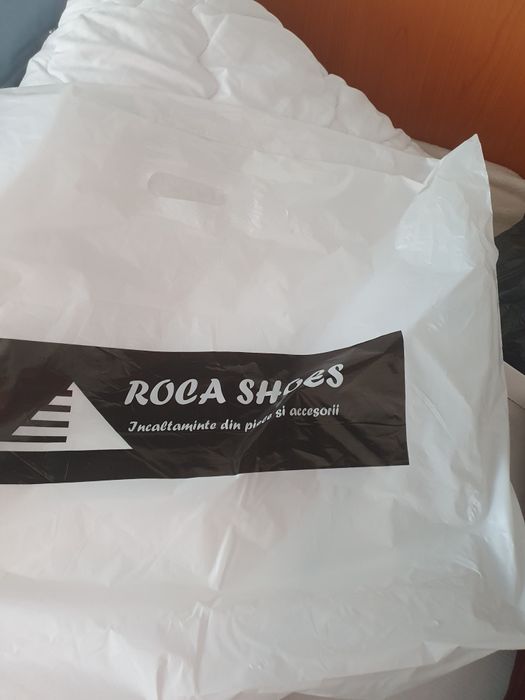 ROCA SHOES
Incaltaminte din piele si accesorii